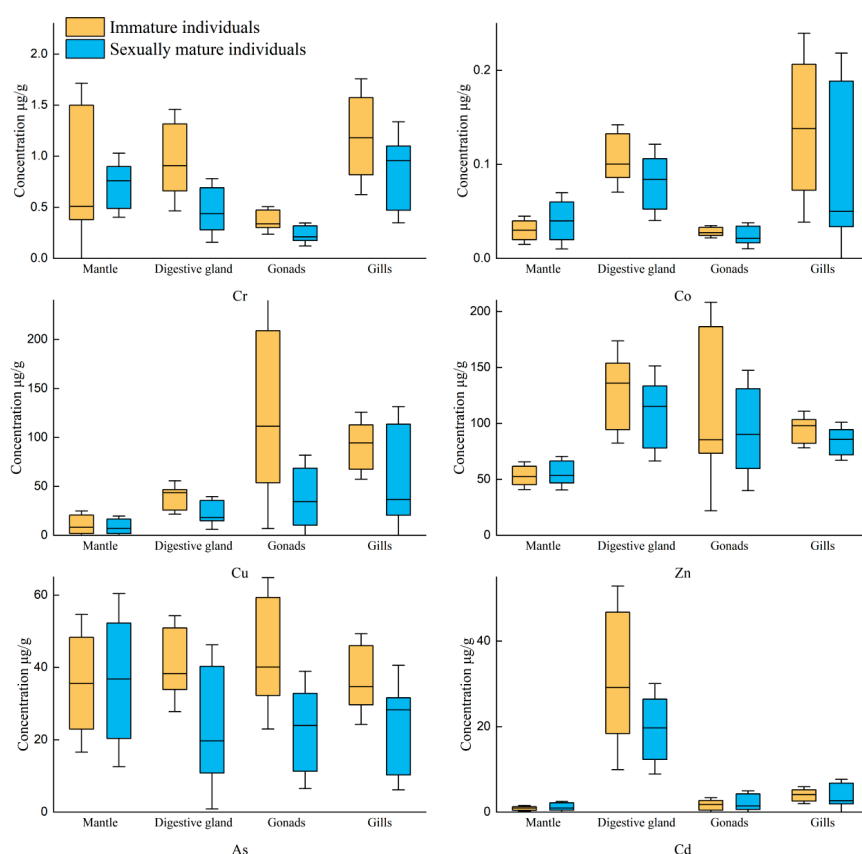 Immature individuals
Sexually mature individuals
Concentration µg/g
2.0
1.5
1.0
0.5
0.0
Mantle Digestive gland Gonads Gills
Cr
Concentration µg/g
0.2
0.1
0.0
Mantle Digestive gland Gonads Gills
Co
Concentration µg/g
200
150
100
50
0
Mantle Digestive gland Gonads Gills
Cu
Concentration µg/g
200
150
100
50
0
Mantle Digestive gland Gonads Gills
Zn
Concentration µg/g
60
40
20
0
Mantle Digestive gland Gonads Gills
As
Concentration µg/g
40
20
0
Mantle Digestive gland Gonads Gills
Cd